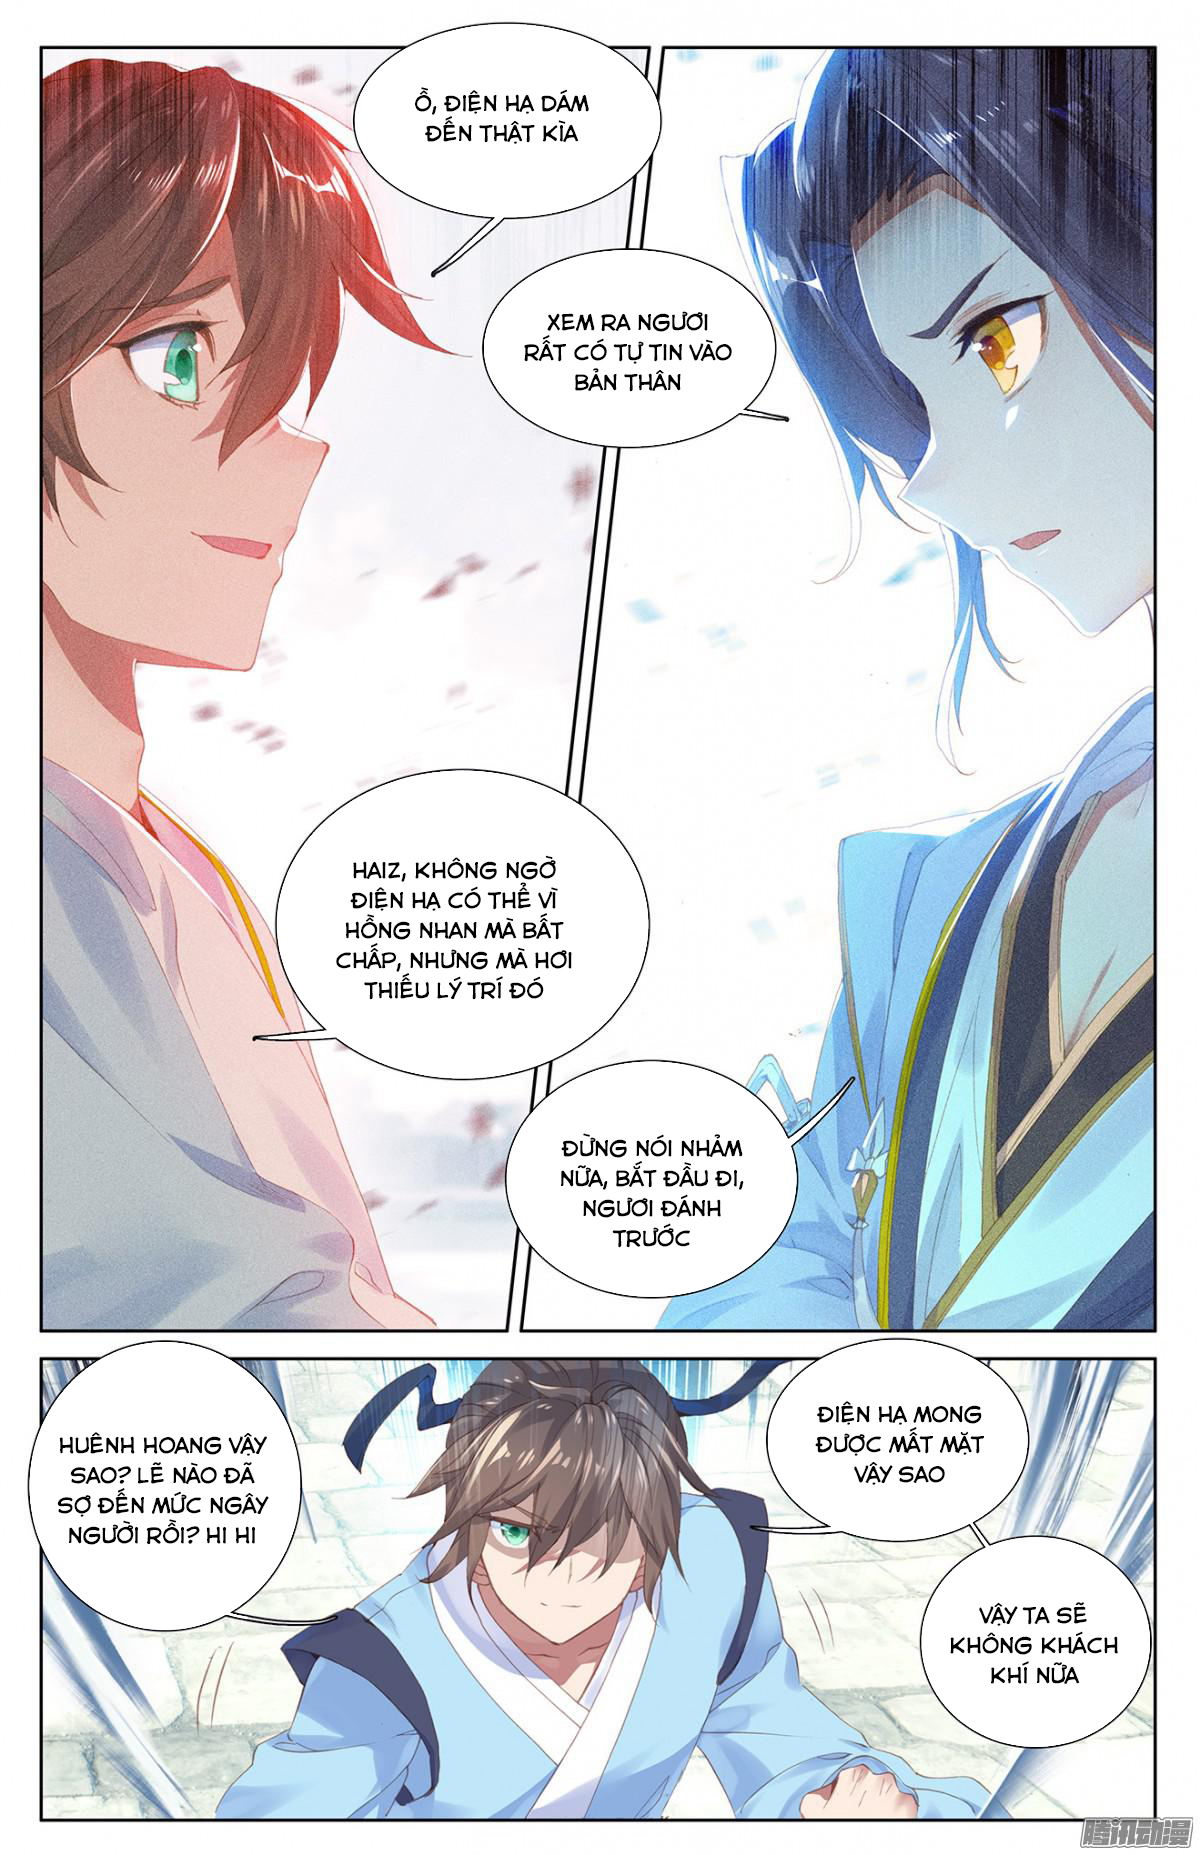 Ồ, ĐIỆN HẠ DÁM
ĐẾN THẬT KÌA
XEM RA NGƯƠI
RẤT CÓ TỰ TIN VÀO
BẢN THÂN
HAIZ, KHÔNG NGỜ
ĐIỆN HẠ CÓ THỂ VÌ
HỒNG NHAN MÀ BẤT
CHẤP, NHƯNG MÀ HƠI
THIẾU LÝ TRÍ ĐÓ
ĐỪNG NÓI NHẢM
NỮA, BẮT ĐẦU ĐI,
NGƯƠI ĐÁNH
TRƯỚC
HUÊNH HOANG VẬY
SAO? LẼ NÀO ĐÃ
SỢ ĐẾN MỨC NGÂY
NGƯỜI RỒI? HI HI
ĐIỆN HẠ MONG
ĐƯỢC MẤT MẶT
VẬY SAO
VẬY TA SẼ
KHÔNG KHÁCH
KHÍ NỮA
腾讯动漫